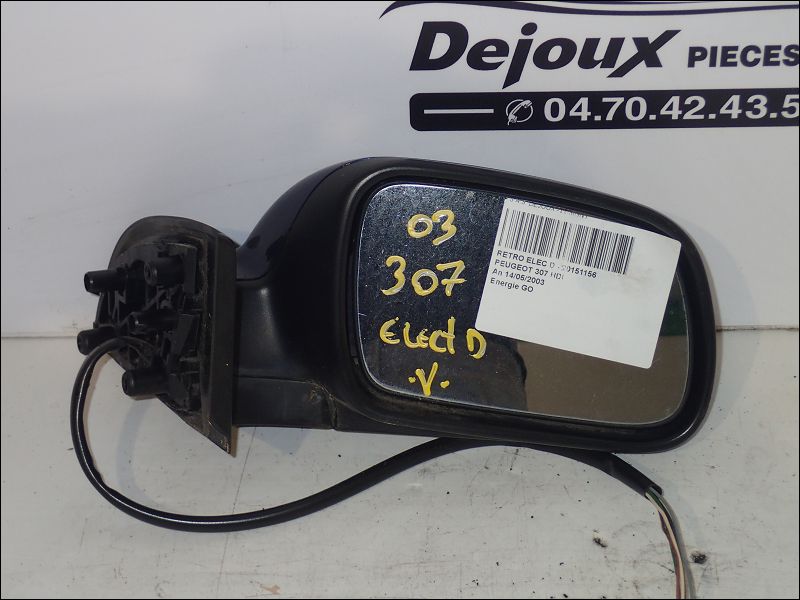 Dejoux PIECES
04.70.42.43.5
03
307
ELECT D
.V.
RETRO ELEC D
PEUGEOT 307 HDI
An 14/05/2003
Energie GO